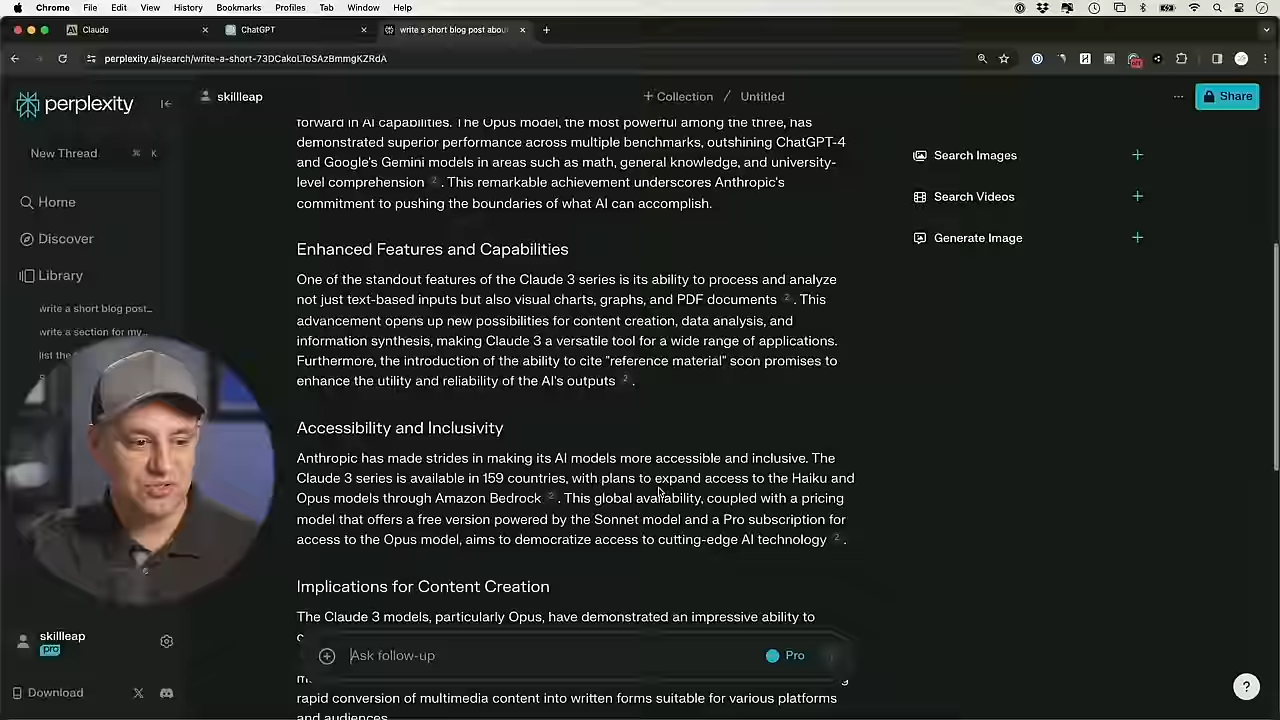 Chrome File Edit View History Bookmarks Profiles Tab Window Help
Claude
ChatGPT
write a short blog post abou
perplexity.ai/search/write-a-short-73DCakoLToSAzBmmgKZRdA
perplexity
skillleap
Collection / Untitled
Share
New Thread ⌘ K
Home
Discover
Library
write a short blog post...
write a section for my...
list the
forward in AI capabilities. The Opus model, the most powerful among the three, has
demonstrated superior performance across multiple benchmarks, outshining ChatGPT-4
and Google's Gemini models in areas such as math, general knowledge, and university-
level comprehension 2. This remarkable achievement underscores Anthropic's
commitment to pushing the boundaries of what AI can accomplish.
Enhanced Features and Capabilities
One of the standout features of the Claude 3 series is its ability to process and analyze
not just text-based inputs but also visual charts, graphs, and PDF documents 2. This
advancement opens up new possibilities for content creation, data analysis, and
information synthesis, making Claude 3 a versatile tool for a wide range of applications.
Furthermore, the introduction of the ability to cite "reference material" soon promises to
enhance the utility and reliability of the AI's outputs 2.
Accessibility and Inclusivity
Anthropic has made strides in making its AI models more accessible and inclusive. The
Claude 3 series is available in 159 countries, with plans to expand access to the Haiku and
Opus models through Amazon Bedrock 2. This global availability, coupled with a pricing
model that offers a free version powered by the Sonnet model and a Pro subscription for
access to the Opus model, aims to democratize access to cutting-edge AI technology 2.
Implications for Content Creation
The Claude 3 models, particularly Opus, have demonstrated an impressive ability to
Ask follow-up
Pro
rapid conversion of multimedia content into written forms suitable for various platforms
and audiences.
Search Images
Search Videos
Generate Image
skillleap
pro
Download
?